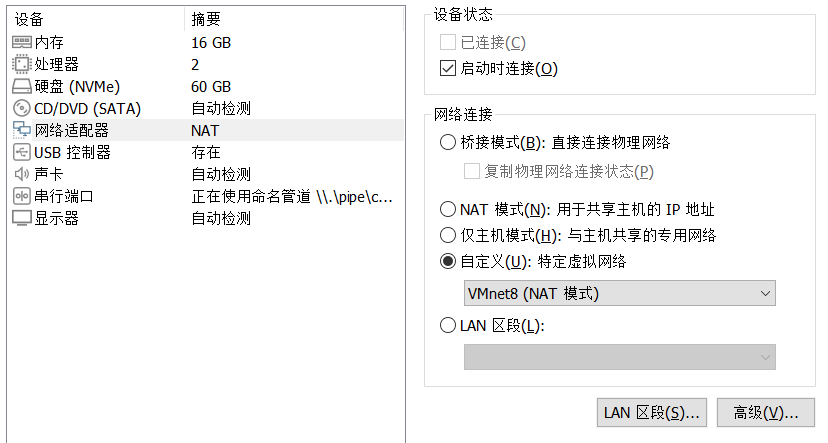 设备 摘要
内存 16 GB
处理器 2
硬盘 (NVMe) 60 GB
CD/DVD (SATA) 自动检测
网络适配器 NAT
USB 控制器 存在
声卡 自动检测
串行端口 正在使用命名管道 \\.\pipe\c...
显示器 自动检测
设备状态
已连接(C)
启动时连接(O)
网络连接
桥接模式(B): 直接连接物理网络
复制物理网络连接状态(P)
NAT 模式(N): 用于共享主机的 IP 地址
仅主机模式(H): 与主机共享的专用网络
自定义(U): 特定虚拟网络
VMnet8 (NAT 模式)
LAN 区段(L):
LAN 区段(S)... 高级(V)...